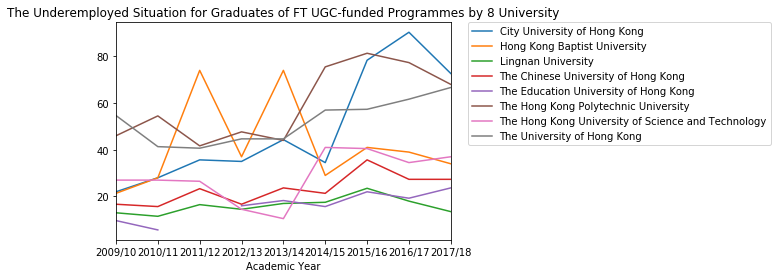 The Underemployed Situation for Graduates of FT UGC-funded Programmes by 8 University
80
60
40
20
2009/10 2010/11 2011/12 2012/13 2013/14 2014/15 2015/16 2016/17 2017/18
Academic Year
City University of Hong Kong
Hong Kong Baptist University
Lingnan University
The Chinese University of Hong Kong
The Education University of Hong Kong
The Hong Kong Polytechnic University
The Hong Kong University of Science and Technology
The University of Hong Kong